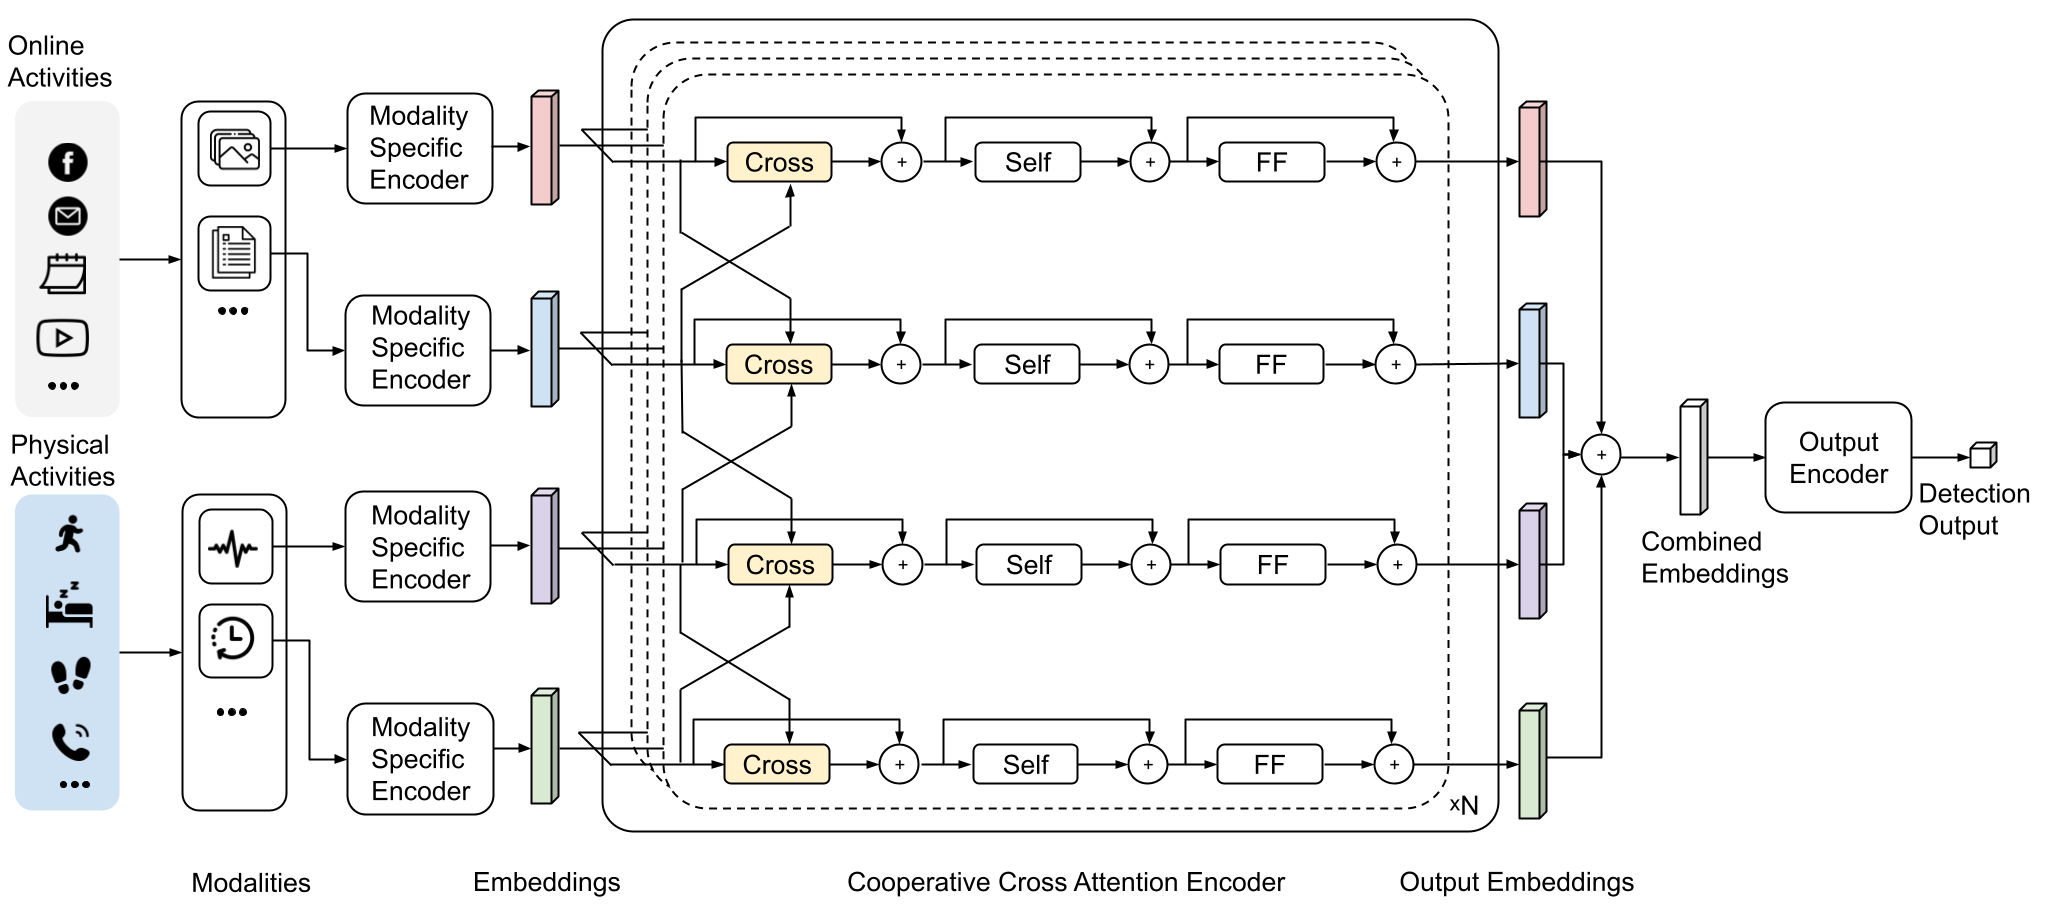 Online
Activities
Modality
Specific
Encoder
Cross
+
Self
+
FF
+
Modality
Specific
Encoder
Cross
+
Self
+
FF
+
Physical
Activities
Modality
Specific
Encoder
z z
Cross
+
Self
+
FF
+
Modality
Specific
Encoder
Cross
+
Self
+
FF
+
xN
+
Output
Encoder
Combined
Embeddings
Detection
Output
Modalities
Embeddings
Cooperative Cross Attention Encoder
Output Embeddings